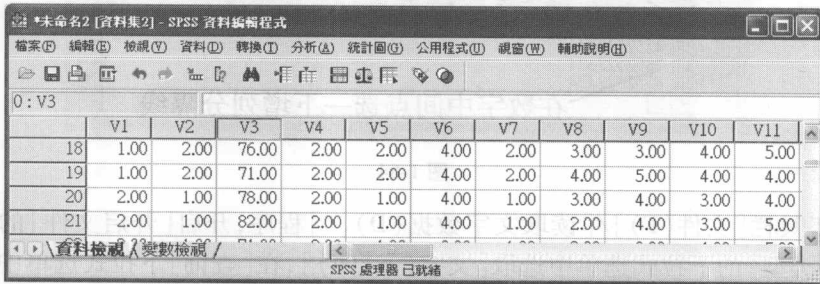 *未命名2 [資料集2] - SPSS 資料編輯程式
檔案(F) 編輯(E) 檢視(V) 資料(D) 轉換(T) 分析(A) 統計圖(G) 公用程式(U) 視窗(W) 輔助說明(H)
0:V3
V1 V2 V3 V4 V5 V6 V7 V8 V9 V10 V11
18 1.00 2.00 76.00 2.00 2.00 4.00 2.00 3.00 3.00 4.00 5.00
19 1.00 2.00 71.00 2.00 2.00 4.00 2.00 4.00 5.00 4.00 4.00
20 2.00 1.00 78.00 2.00 1.00 4.00 1.00 3.00 4.00 3.00 4.00
21 2.00 1.00 82.00 2.00 1.00 4.00 1.00 2.00 4.00 3.00 5.00
資料檢視 變數檢視
SPSS 處理器 已就緒